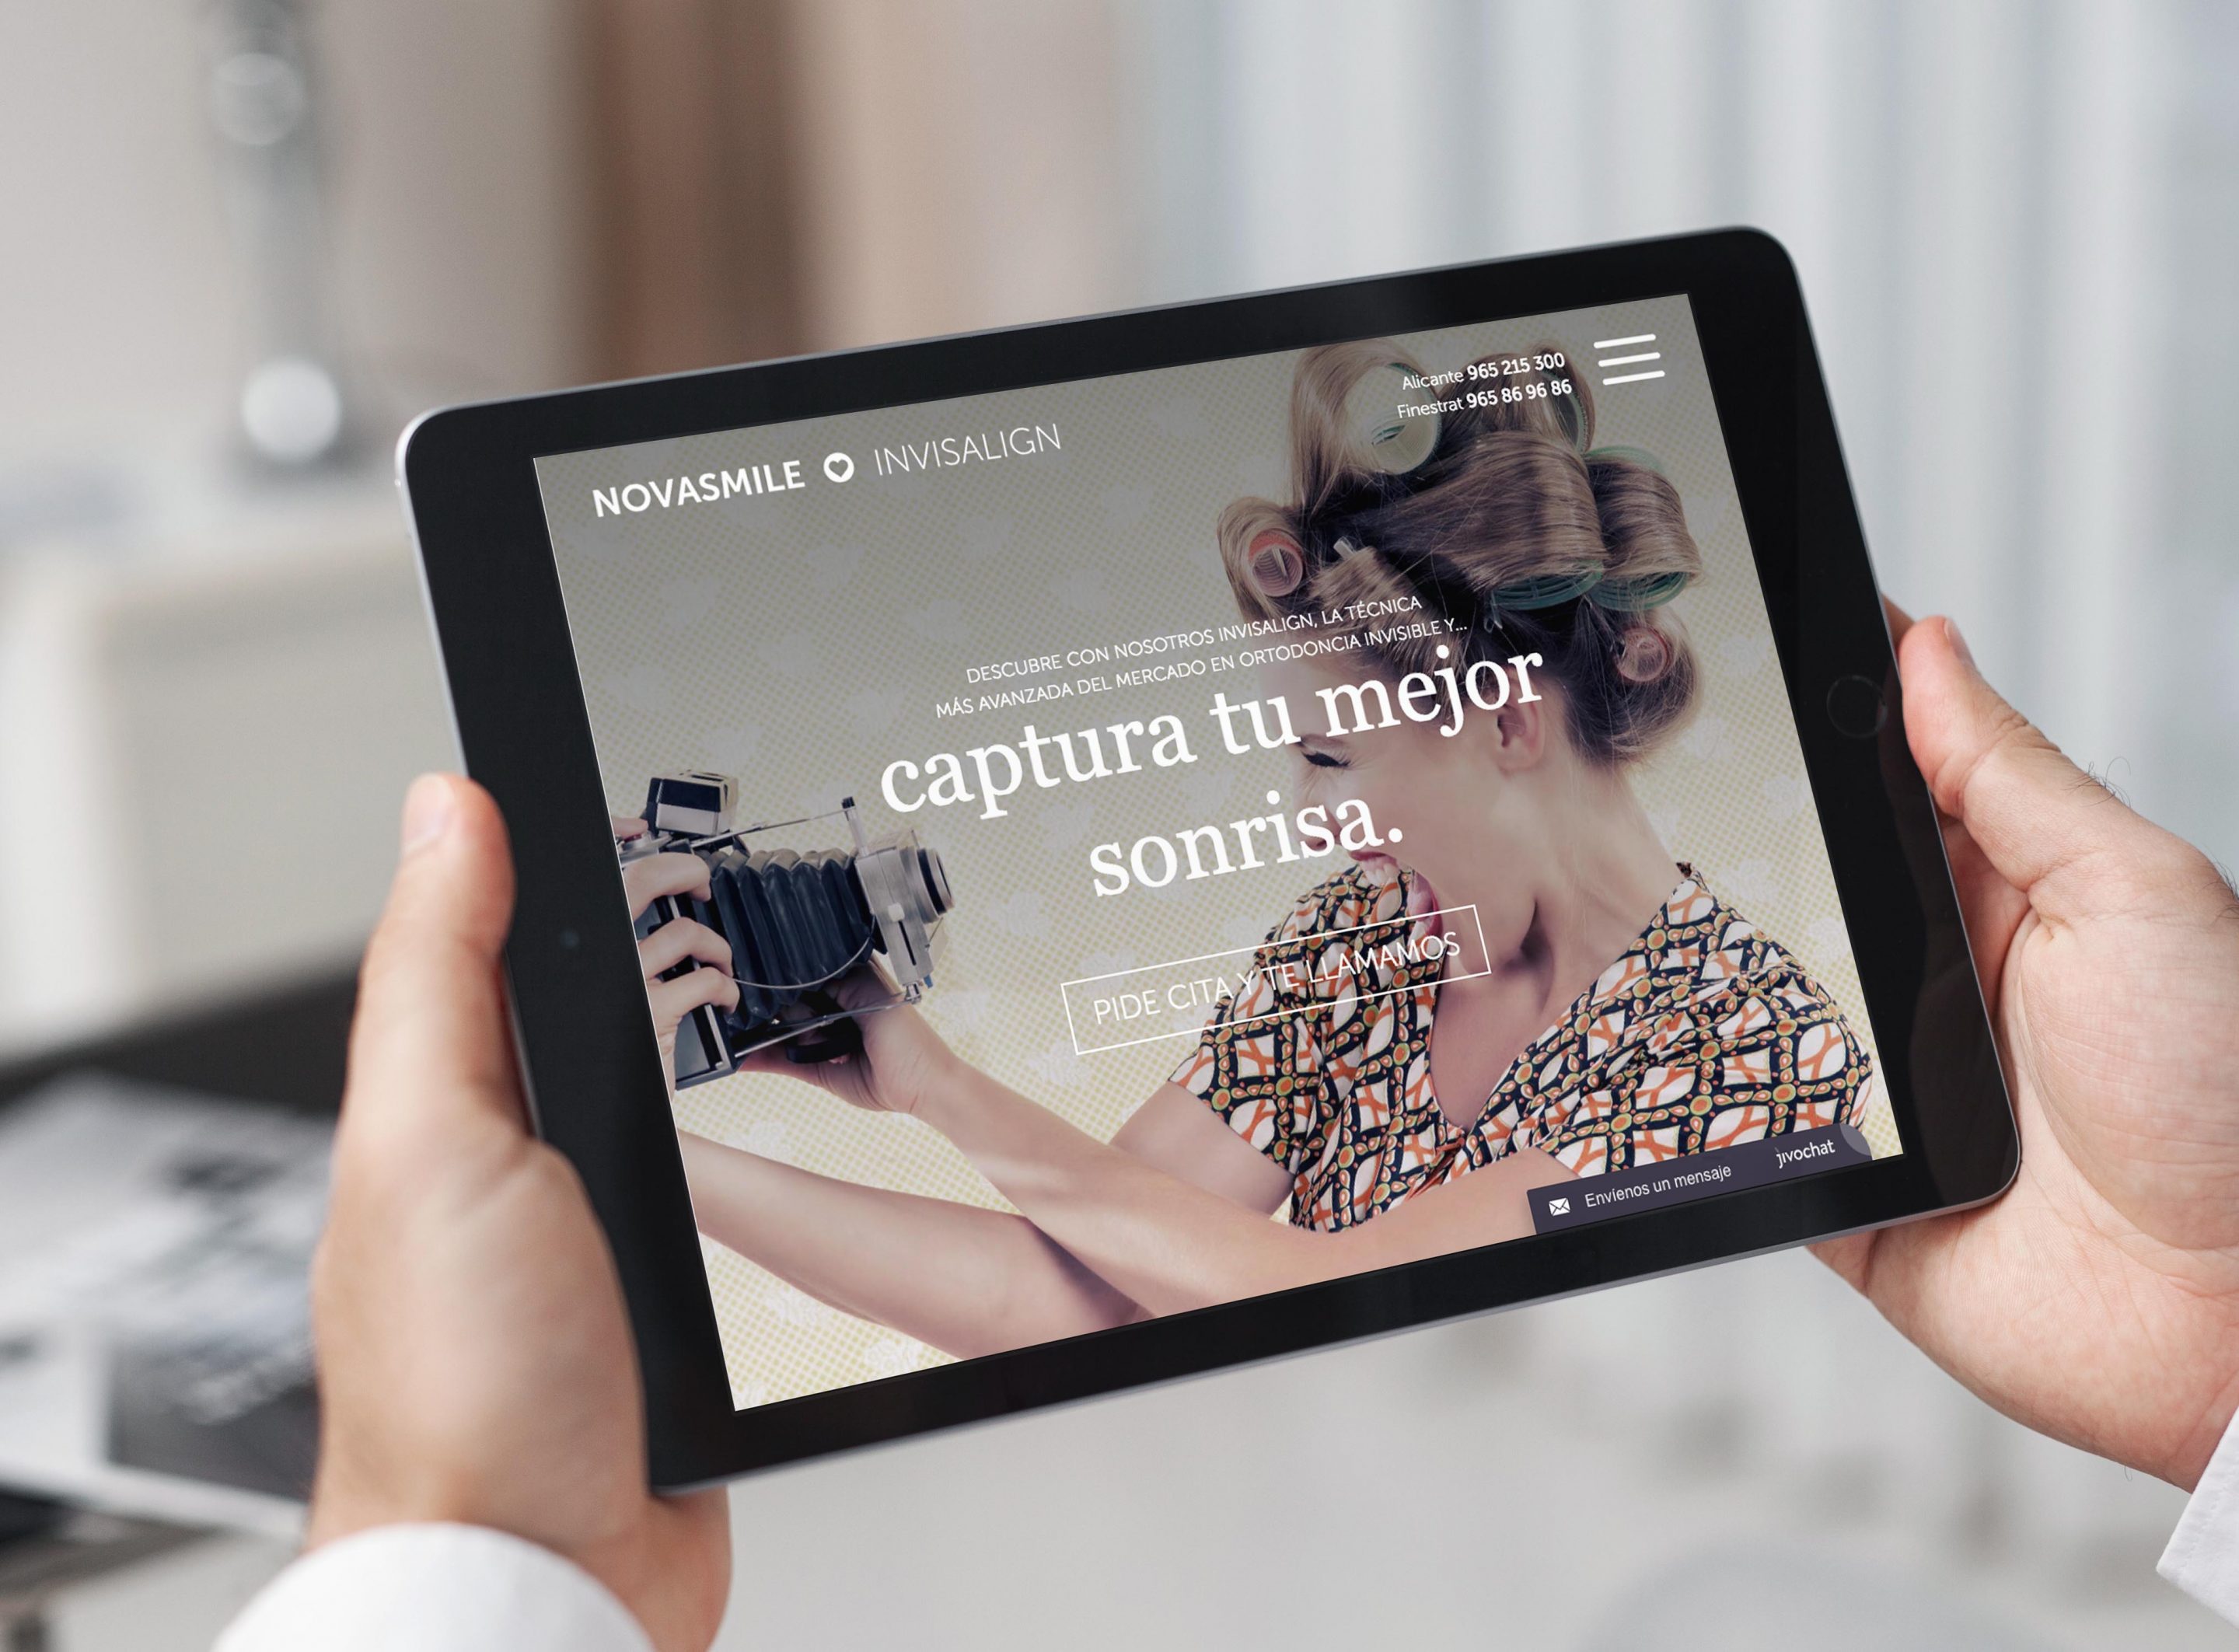 NOVASMILE INVISALIGN
Alicante 965 215 300
Finestrat 965 86 96 86
DESCUBRE CON NOSOTROS INVISALIGN, LA TÉCNICA
MÁS AVANZADA DEL MERCADO EN ORTODONCIA INVISIBLE Y...
captura tu mejor
sonrisa.
PIDE CITA Y TE LLAMAMOS
Envíenos un mensaje
jivochat